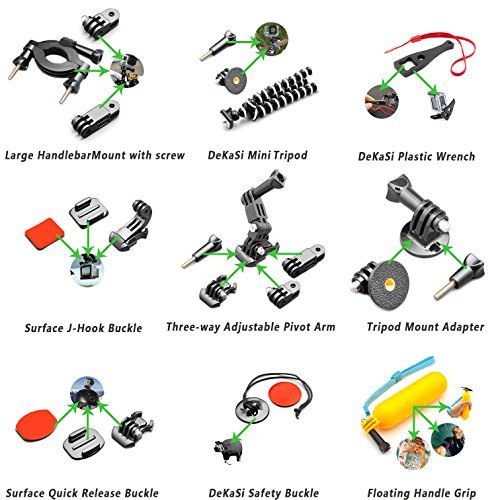 Large HandlebarMount with screw
DeKaSi Mini Tripod
DeKaSi Plastic Wrench
Surface J-Hook Buckle
Three-way Adjustable Pivot Arm
Tripod Mount Adapter
Surface Quick Release Buckle
DeKaSi Safety Buckle
Floating Handle Grip